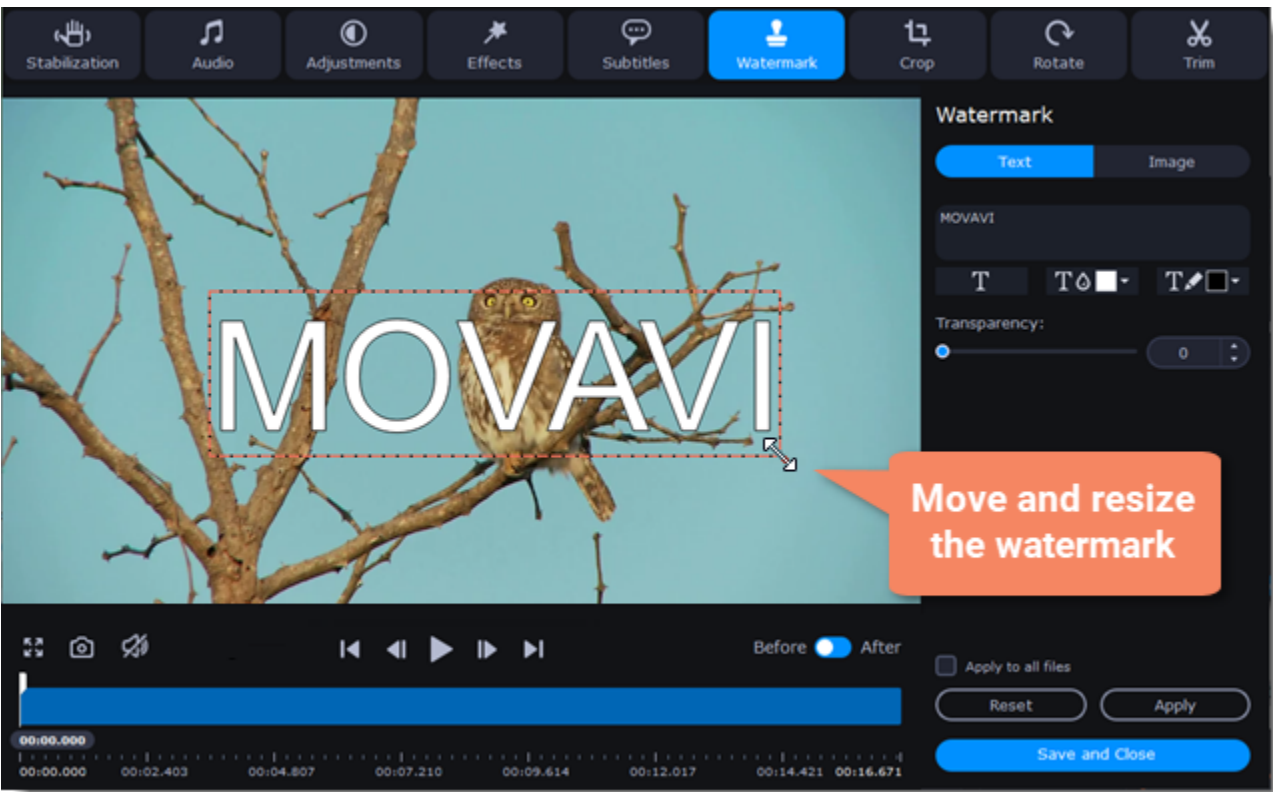 Stabilization
Audio
Adjustments
Effects
Subtitles
Watermark
Crop
Rotate
Trim
Watermark
Text
Image
MOVAVI
T
T
T
Transparency:
0
MOVAVI
Move and resize
the watermark
Before
After
Apply to all files
Reset
Apply
Save and Close
00:00.000
00:00.000
00:02.403
00:04.807
00:07.210
00:09.614
00:12.017
00:14.421
00:16.671